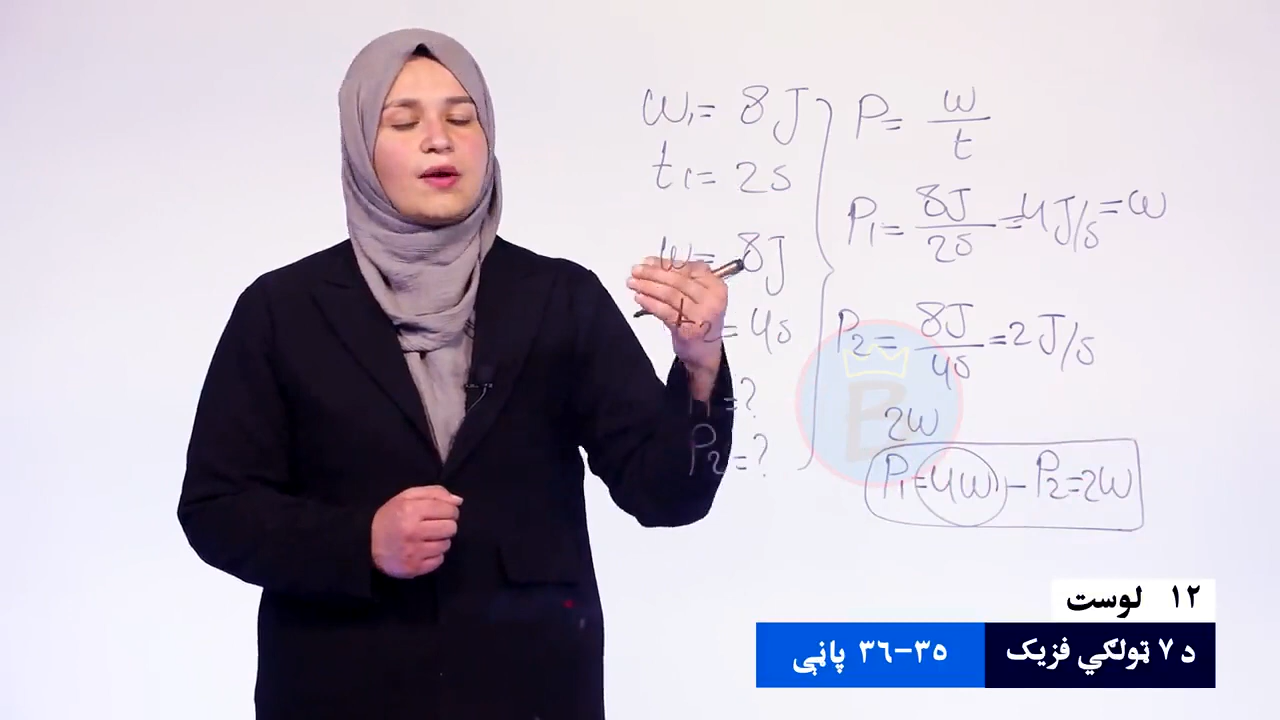 W₁= 8J
t₁= 2s
W= 8J
t₂= 4s
P₁=?
P₂=?
P= w/t
P₁= 8J/2s =4J/s=w
P₂= 8J/4s =2J/s
2w
P₁=4w - P₂=2w
B
۱۲ لوست
د ۷ ټولګي فزیک
۳۵-۳۶ پاڼې